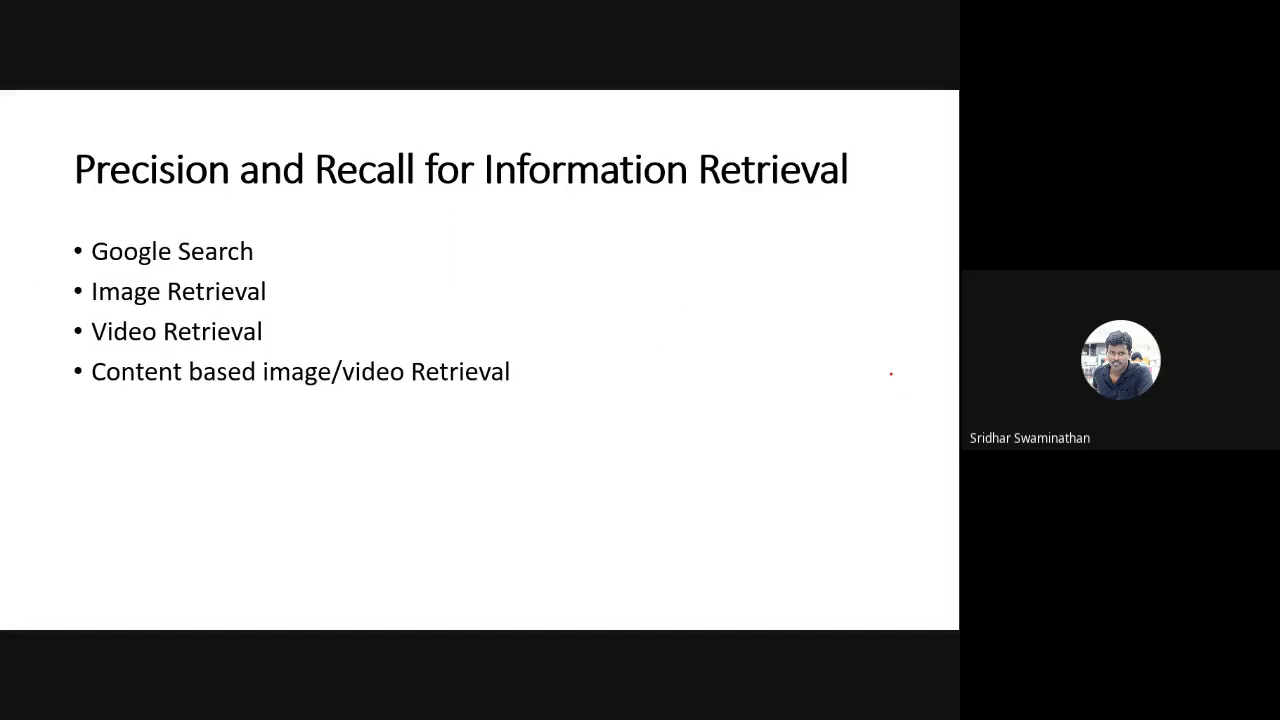 Precision and Recall for Information Retrieval
• Google Search
• Image Retrieval
• Video Retrieval
• Content based image/video Retrieval
Sridhar Swaminathan